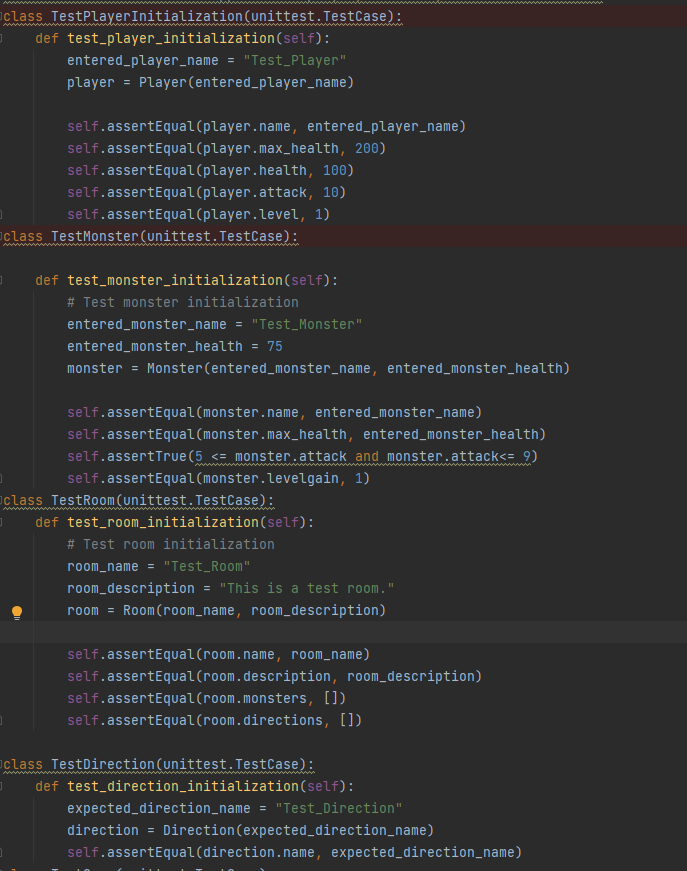 class TestPlayerInitialization(unittest.TestCase):
    def test_player_initialization(self):
        entered_player_name = "Test_Player"
        player = Player(entered_player_name)
        self.assertEqual(player.name, entered_player_name)
        self.assertEqual(player.max_health, 200)
        self.assertEqual(player.health, 100)
        self.assertEqual(player.attack, 10)
        self.assertEqual(player.level, 1)
class TestMonster(unittest.TestCase):
    def test_monster_initialization(self):
        # Test monster initialization
        entered_monster_name = "Test_Monster"
        entered_monster_health = 75
        monster = Monster(entered_monster_name, entered_monster_health)
        self.assertEqual(monster.name, entered_monster_name)
        self.assertEqual(monster.max_health, entered_monster_health)
        self.assertTrue(5 <= monster.attack and monster.attack<= 9)
        self.assertEqual(monster.levelgain, 1)
class TestRoom(unittest.TestCase):
    def test_room_initialization(self):
        # Test room initialization
        room_name = "Test_Room"
        room_description = "This is a test room."
        room = Room(room_name, room_description)
        self.assertEqual(room.name, room_name)
        self.assertEqual(room.description, room_description)
        self.assertEqual(room.monsters, [])
        self.assertEqual(room.directions, [])
class TestDirection(unittest.TestCase):
    def test_direction_initialization(self):
        expected_direction_name = "Test_Direction"
        direction = Direction(expected_direction_name)
        self.assertEqual(direction.name, expected_direction_name)